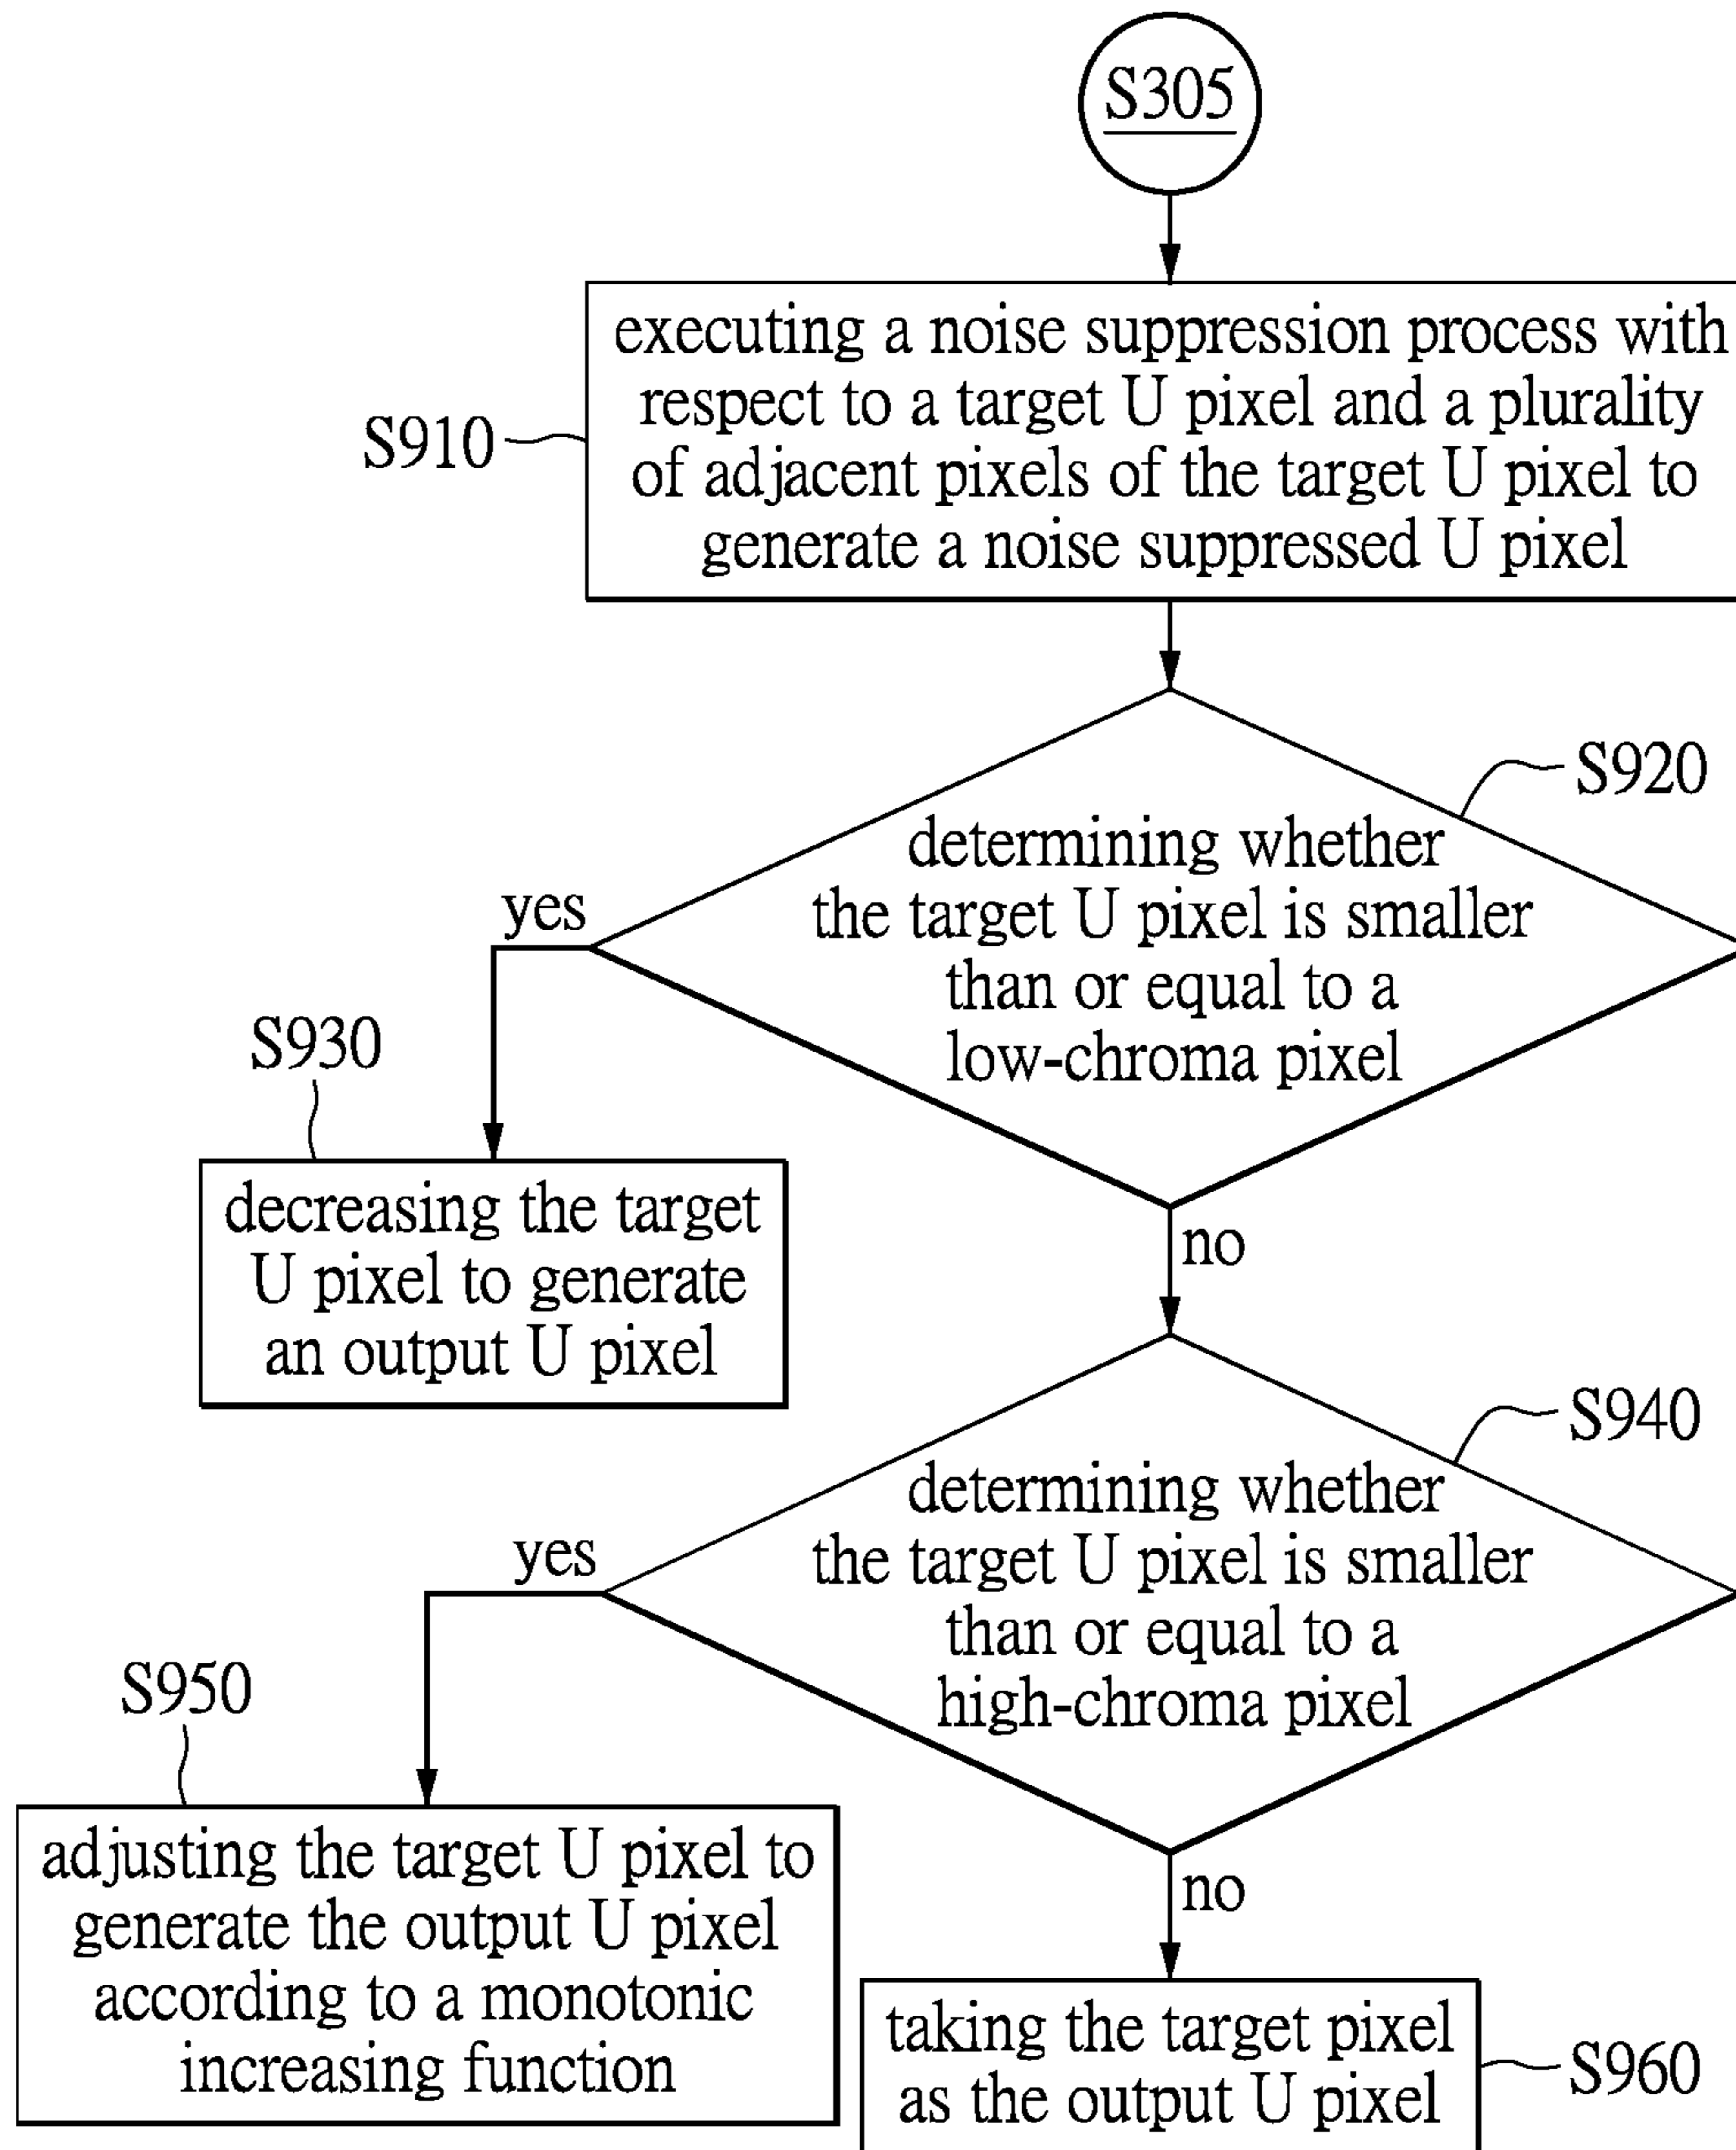 S305
executing a noise suppression process with
respect to a target U pixel and a plurality
of adjacent pixels of the target U pixel to
generate a noise suppressed U pixel
S910
S920
determining whether
the target U pixel is smaller
than or equal to a
low-chroma pixel
yes
S930
decreasing the target
U pixel to generate
an output U pixel
no
S940
determining whether
the target U pixel is smaller
than or equal to a
high-chroma pixel
yes
S950
adjusting the target U pixel to
generate the output U pixel
according to a monotonic
increasing function
no
taking the target pixel
as the output U pixel
S960